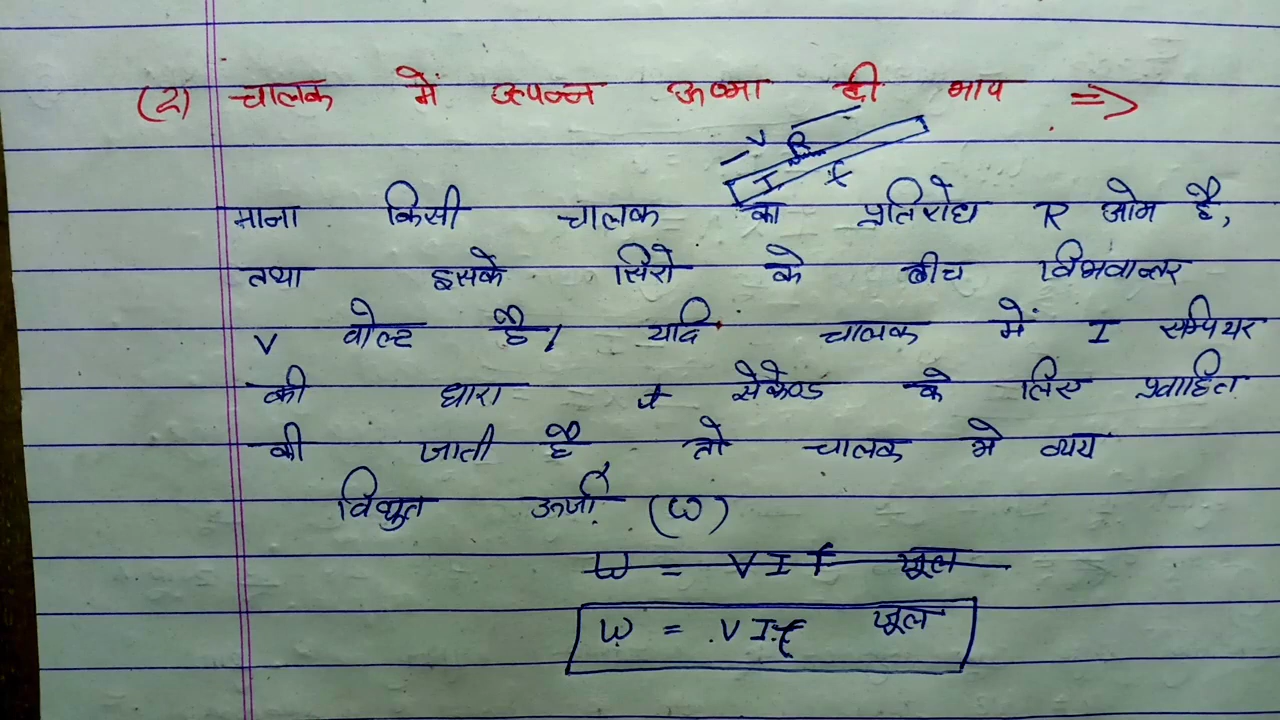 (2) चालक में उत्पन्न ऊष्मा की माप =>
V R
I t
माना किसी चालक का प्रतिरोध R ओम है,
तथा इसके सिरो के बीच विभवान्तर
V वोल्ट है, यदि चालक में I एम्पियर
की धारा t सेकेण्ड के लिए प्रवाहित
की जाती है तो चालक मे व्यय
विद्युत ऊर्जा (W)
W = VIt जूल
W = VIt जूल